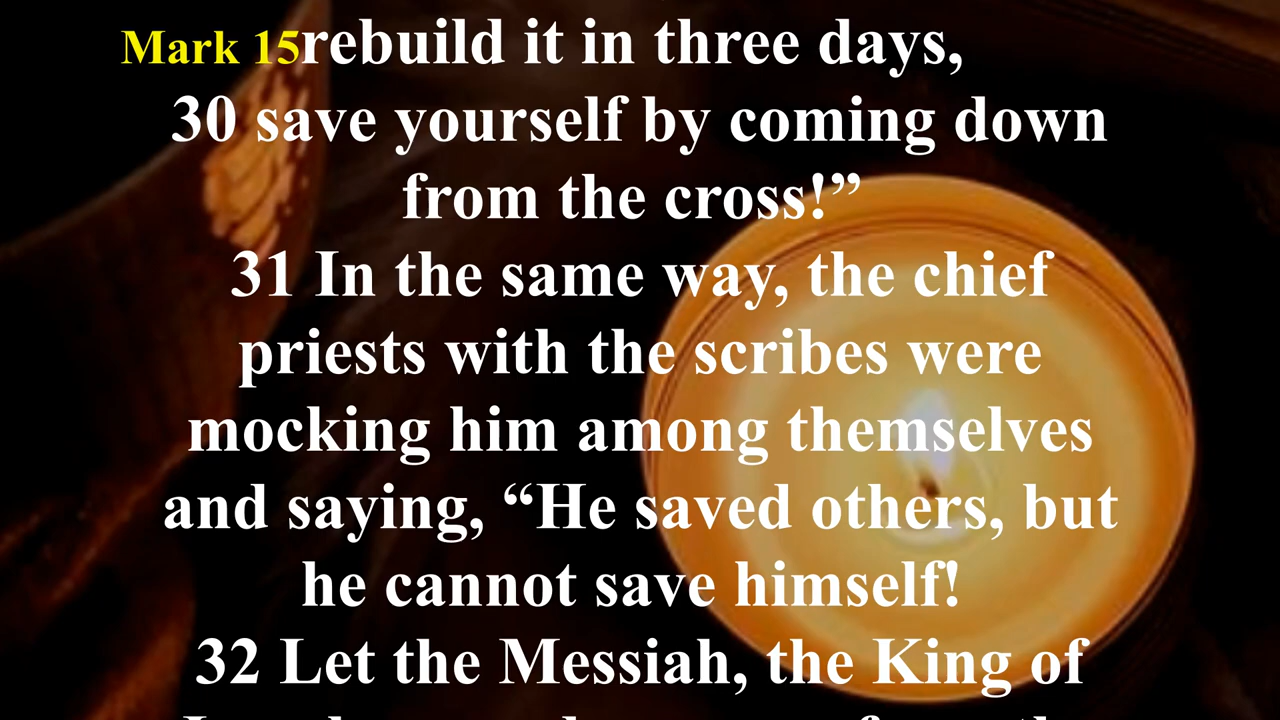 Mark 15rebuild it in three days,
30 save yourself by coming down
from the cross!”
31 In the same way, the chief
priests with the scribes were
mocking him among themselves
and saying, “He saved others, but
he cannot save himself!
32 Let the Messiah, the King of